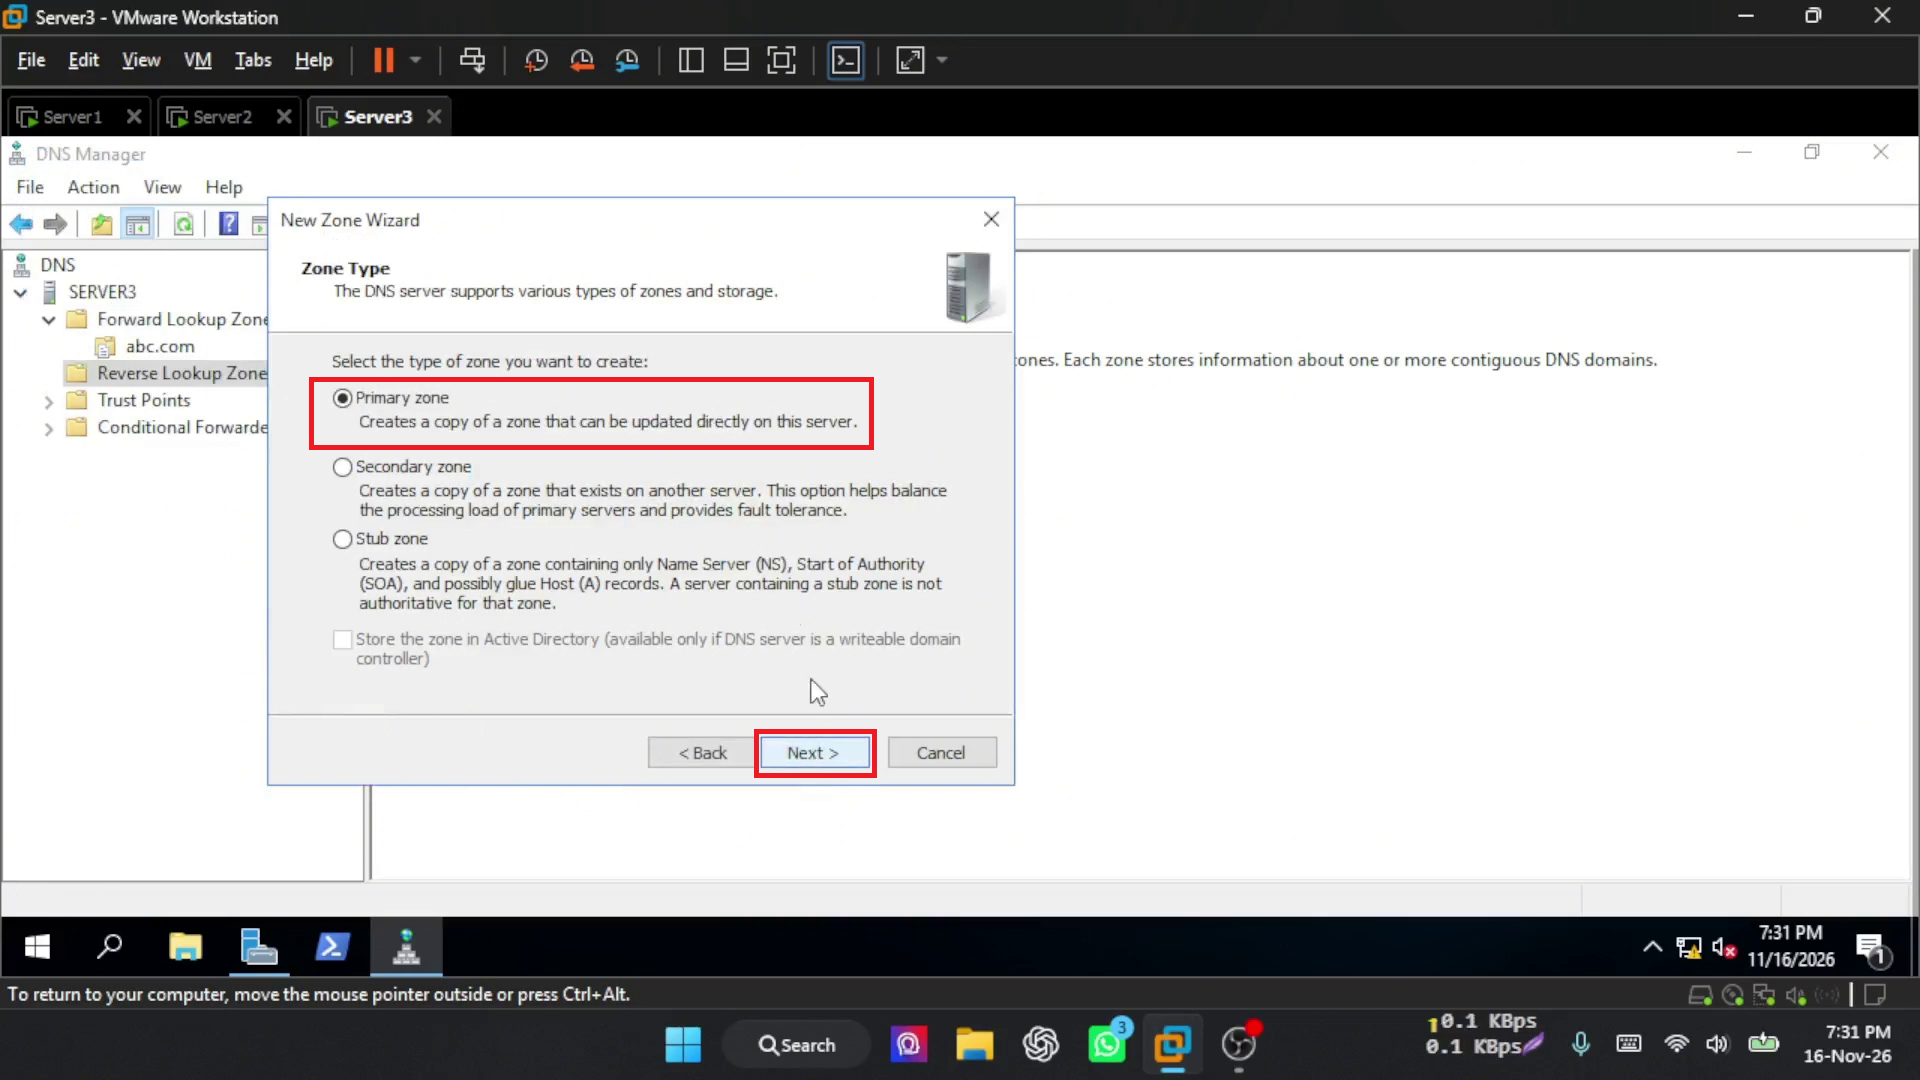 Server3 - VMware Workstation
File Edit View VM Tabs Help
Server1 Server2 Server3
DNS Manager
File Action View Help
New Zone Wizard
DNS
SERVER3
Forward Lookup Zone
abc.com
Reverse Lookup Zone
Trust Points
Conditional Forwarde
Zone Type
The DNS server supports various types of zones and storage.
Select the type of zone you want to create:
Primary zone
Creates a copy of a zone that can be updated directly on this server.
Secondary zone
Creates a copy of a zone that exists on another server. This option helps balance
the processing load of primary servers and provides fault tolerance.
Stub zone
Creates a copy of a zone containing only Name Server (NS), Start of Authority
(SOA), and possibly glue Host (A) records. A server containing a stub zone is not
authoritative for that zone.
Store the zone in Active Directory (available only if DNS server is a writeable domain
controller)
< Back Next > Cancel
ones. Each zone stores information about one or more contiguous DNS domains.
7:31 PM
11/16/2026
1
To return to your computer, move the mouse pointer outside or press Ctrl+Alt.
Search
3
0.1 KBps
0.1 KBps
7:31 PM
16-Nov-26